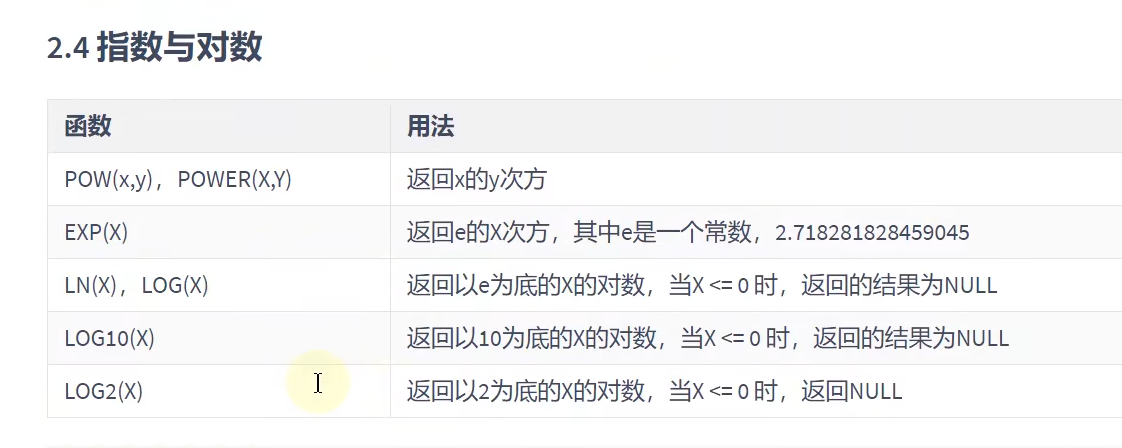 2.4 指数与对数
函数 用法
POW(x,y)，POWER(X,Y) 返回x的y次方
EXP(X) 返回e的X次方，其中e是一个常数，2.718281828459045
LN(X)，LOG(X) 返回以e为底的X的对数，当X <= 0 时，返回的结果为NULL
LOG10(X) 返回以10为底的X的对数，当X <= 0 时，返回的结果为NULL
LOG2(X) 返回以2为底的X的对数，当X <= 0 时，返回NULL